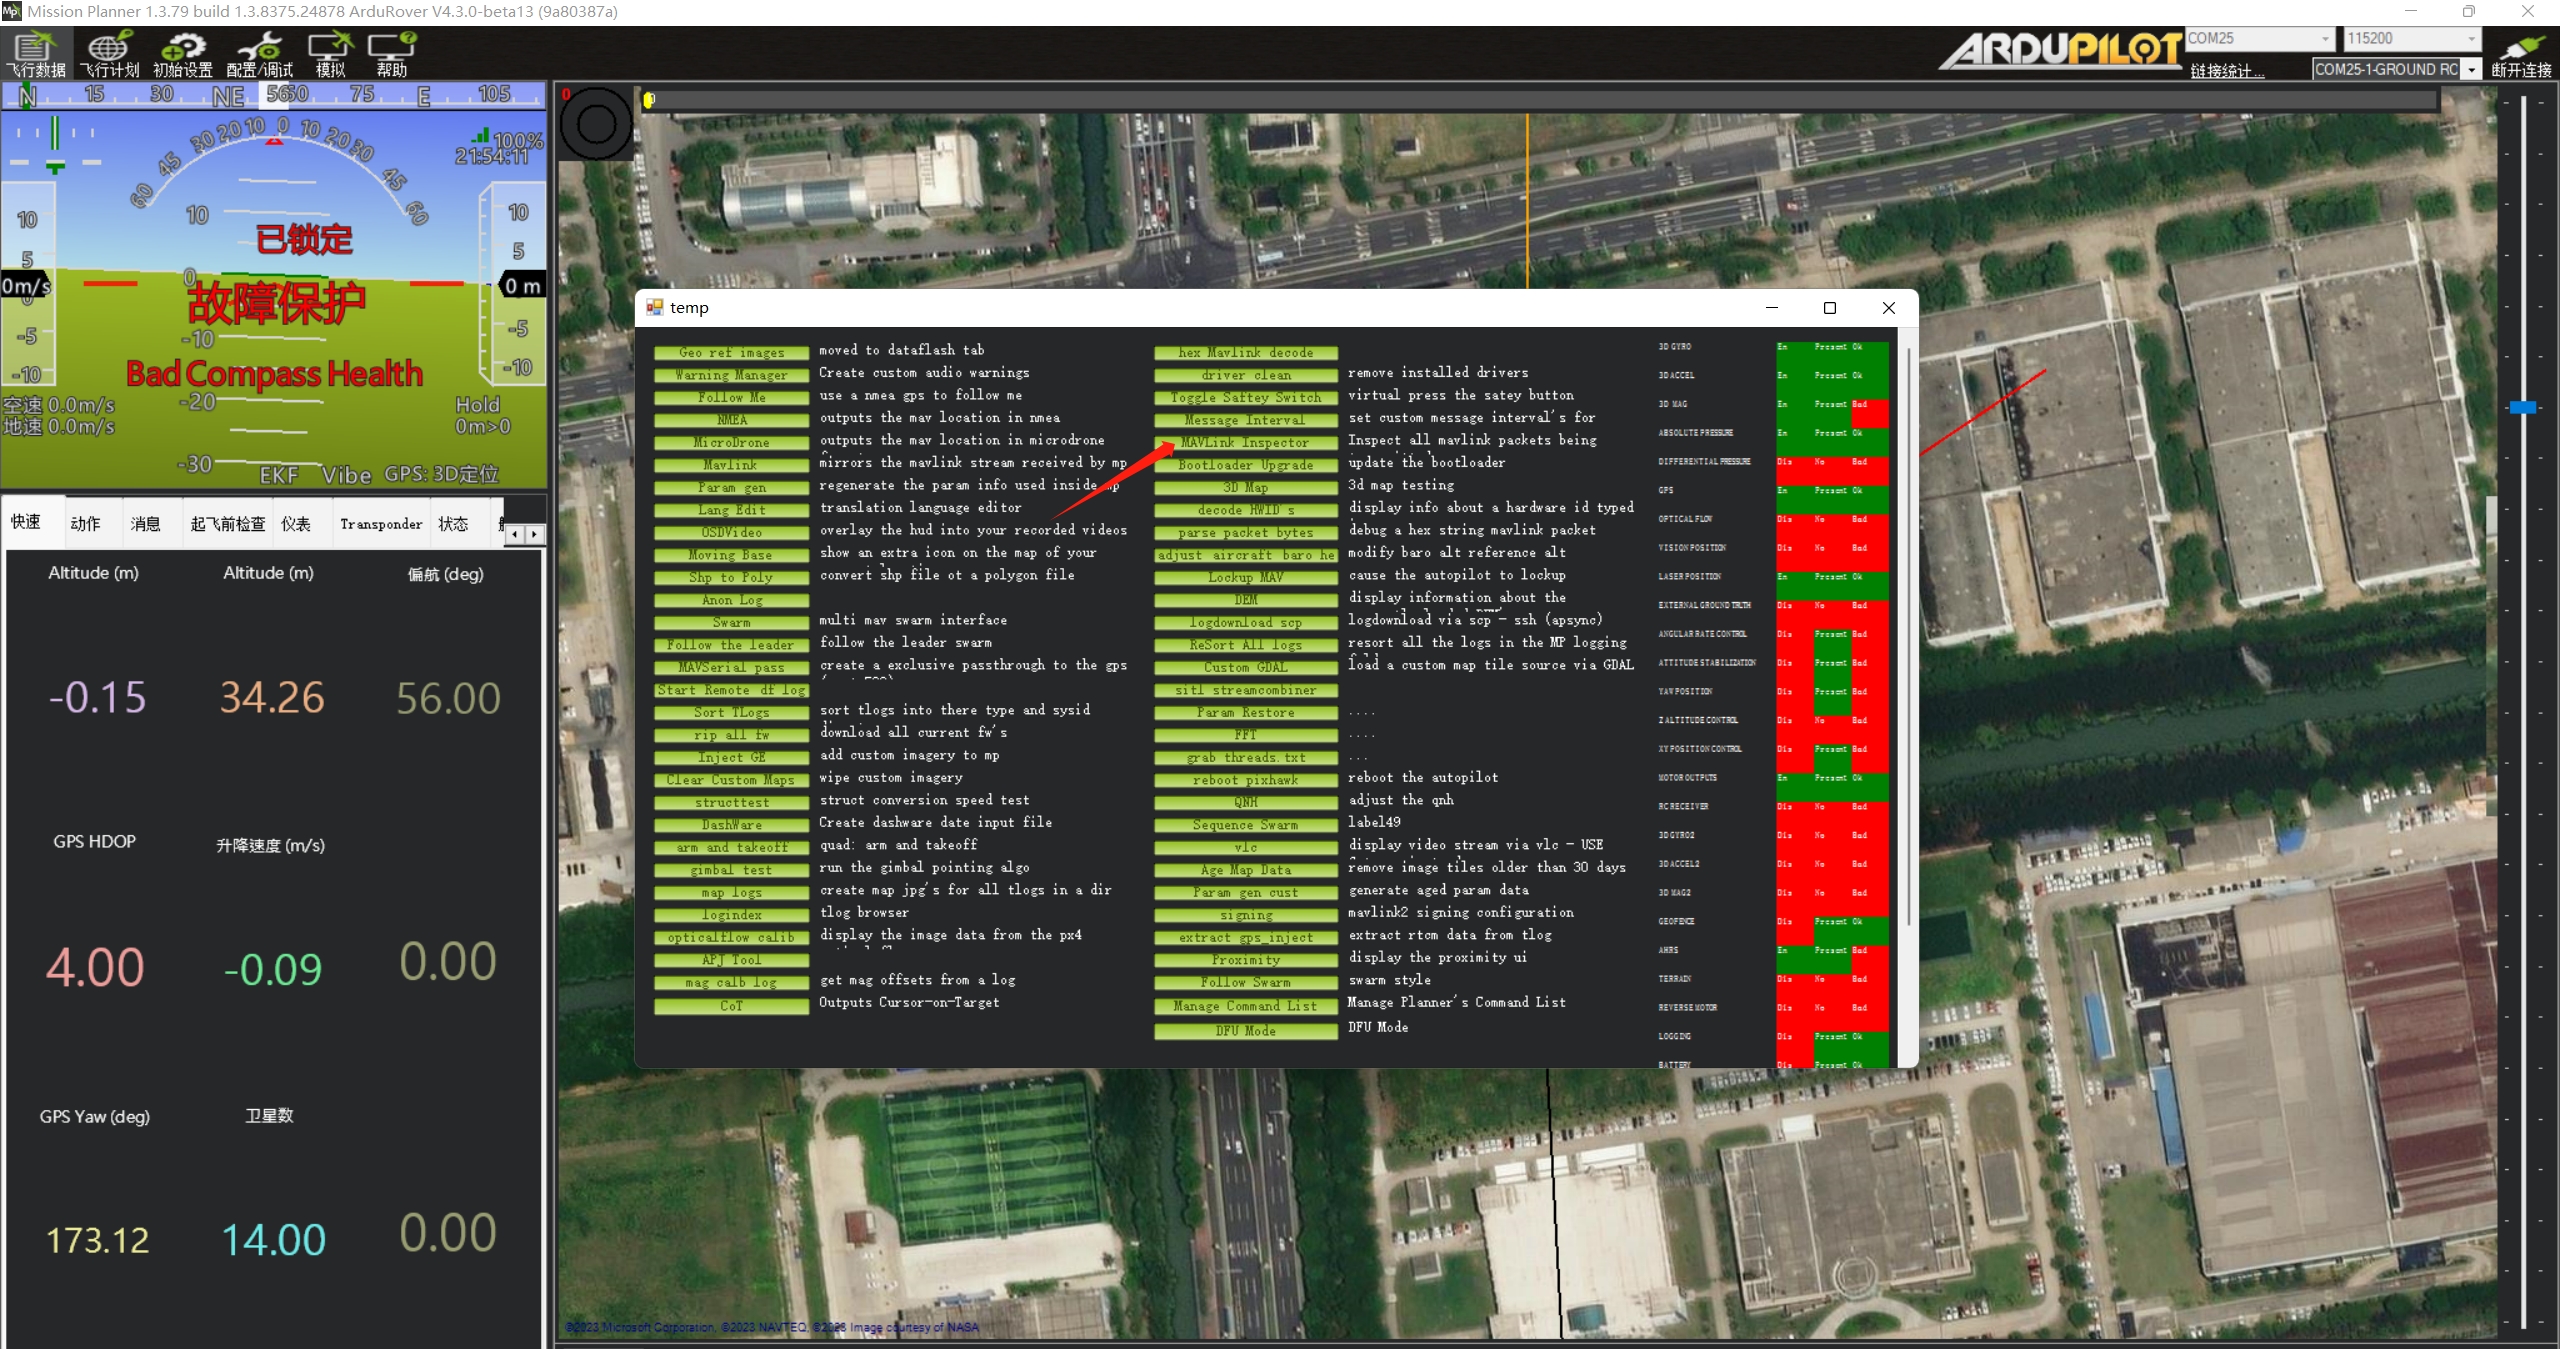 Mission Planner 1.3.79 build 1.3.8375.24878 ArduRover V4.3.0-beta13 (9a80387a)
飞行数据 飞行计划 初始设置 配置/调试 模拟 帮助
ARDUPILOT
COM25 115200
链接统计... COM25-1-GROUND RO 断开连接
N 15 30 NE 5650 75 E 105
60 45 30 20 10 0 10 20 30 45 60
100%
21:54:11
10 10 10
已锁定
5 5
0
0m/s 0 m
故障保护
-5 -10 -5
-10 Bad Compass Health -10
空速 0.0m/s -20 Hold
地速 0.0m/s 0m>0
-30 EKF Vibe GPS: 3D定位
快速 动作 消息 起飞前检查 仪表 Transponder 状态
Altitude (m) Altitude (m) 偏航 (deg)
-0.15 34.26 56.00
GPS HDOP 升降速度 (m/s)
4.00 -0.09 0.00
GPS Yaw (deg) 卫星数
173.12 14.00 0.00
0
temp
Geo ref images moved to dataflash tab
Warning Manager Create custom audio warnings
Follow Me use a nmea gps to follow me
NMEA outputs the mav location in nmea
MicroDrone outputs the mav location in microdrone
Mavlink mirrors the mavlink stream received by mp
Param gen regenerate the param info used inside mp
Lang Edit translation language editor
OSDVideo overlay the hud into your recorded videos
Moving Base show an extra icon on the map of your
Shp to Poly convert shp file ot a polygon file
Anon Log
Swarm multi mav swarm interface
Follow the leader follow the leader swarm
MAVSerial pass create a exclusive passthrough to the gps
Start Remote df log
Sort TLogs sort tlogs into there type and sysid
rip all fw download all current fw's
Inject GE add custom imagery to mp
Clear Custom Maps wipe custom imagery
structtest struct conversion speed test
DashWare Create dashware date input file
arm and takeoff quad: arm and takeoff
gimbal test run the gimbal pointing algo
map logs create map jpg's for all tlogs in a dir
logindex tlog browser
opticalflow calib display the image data from the px4
APJ Tool
mag calb log get mag offsets from a log
CoT Outputs Cursor-on-Target
hex Mavlink decode
driver clean remove installed drivers
Toggle Saftey Switch virtual press the satey button
Message Interval set custom message interval's for
MAVLink Inspector Inspect all mavlink packets being
Bootloader Upgrade update the bootloader
3D Map 3d map testing
decode HWID's display info about a hardware id typed
parse packet bytes debug a hex string mavlink packet
adjust aircraft baro he modify baro alt reference alt
Lockup MAV cause the autopilot to lockup
DEM display information about the
logdownload scp logdownload via scp - ssh (apsync)
ReSort All logs resort all the logs in the MP logging
Custom GDAL load a custom map tile source via GDAL
sitl streamcombiner
Param Restore ....
FFT ....
grab threads.txt ...
reboot pixhawk reboot the autopilot
QNH adjust the qnh
Sequence Swarm label49
vlc display video stream via vlc - USE
Age Map Data remove image tiles older than 30 days
Param gen cust generate aged param data
signing mavlink2 signing configuration
extract gps_inject extract rtcm data from tlog
Proximity display the proximity ui
Follow Swarm swarm style
Manage Command List Manage Planner's Command List
DFU Mode DFU Mode
3D GYRO En Present Ok
3D ACCEL En Present Ok
3D MAG En Present Bad
ABSOLUTE PRESSURE En Present Ok
DIFFERENTIAL PRESSURE Dis No Bad
GPS En Present Ok
OPTICAL FLOW Dis No Bad
VISION POSITION Dis No Bad
LASER POSITION En Present Ok
EXTERNAL GROUND TRUTH Dis No Bad
ANGULAR RATE CONTROL Dis Present Bad
ATTITUDE STABILIZATION Dis Present Bad
YAW POSITION Dis Present Bad
Z ALTITUDE CONTROL Dis No Bad
XY POSITION CONTROL Dis Present Bad
MOTOR OUTPUTS En Present Ok
RC RECEIVER Dis No Bad
3D GYRO2 Dis No Bad
3D ACCEL2 Dis No Bad
3D MAG2 Dis No Bad
GEOFENCE Dis Present Ok
AHRS En Present Bad
TERRAIN Dis No Bad
REVERSE MOTOR Dis No Bad
LOGGING Dis Present Ok
BATTERY Dis Present Ok
©2023 Microsoft Corporation, ©2023 NAVTEQ, ©2023 Image courtesy of NASA